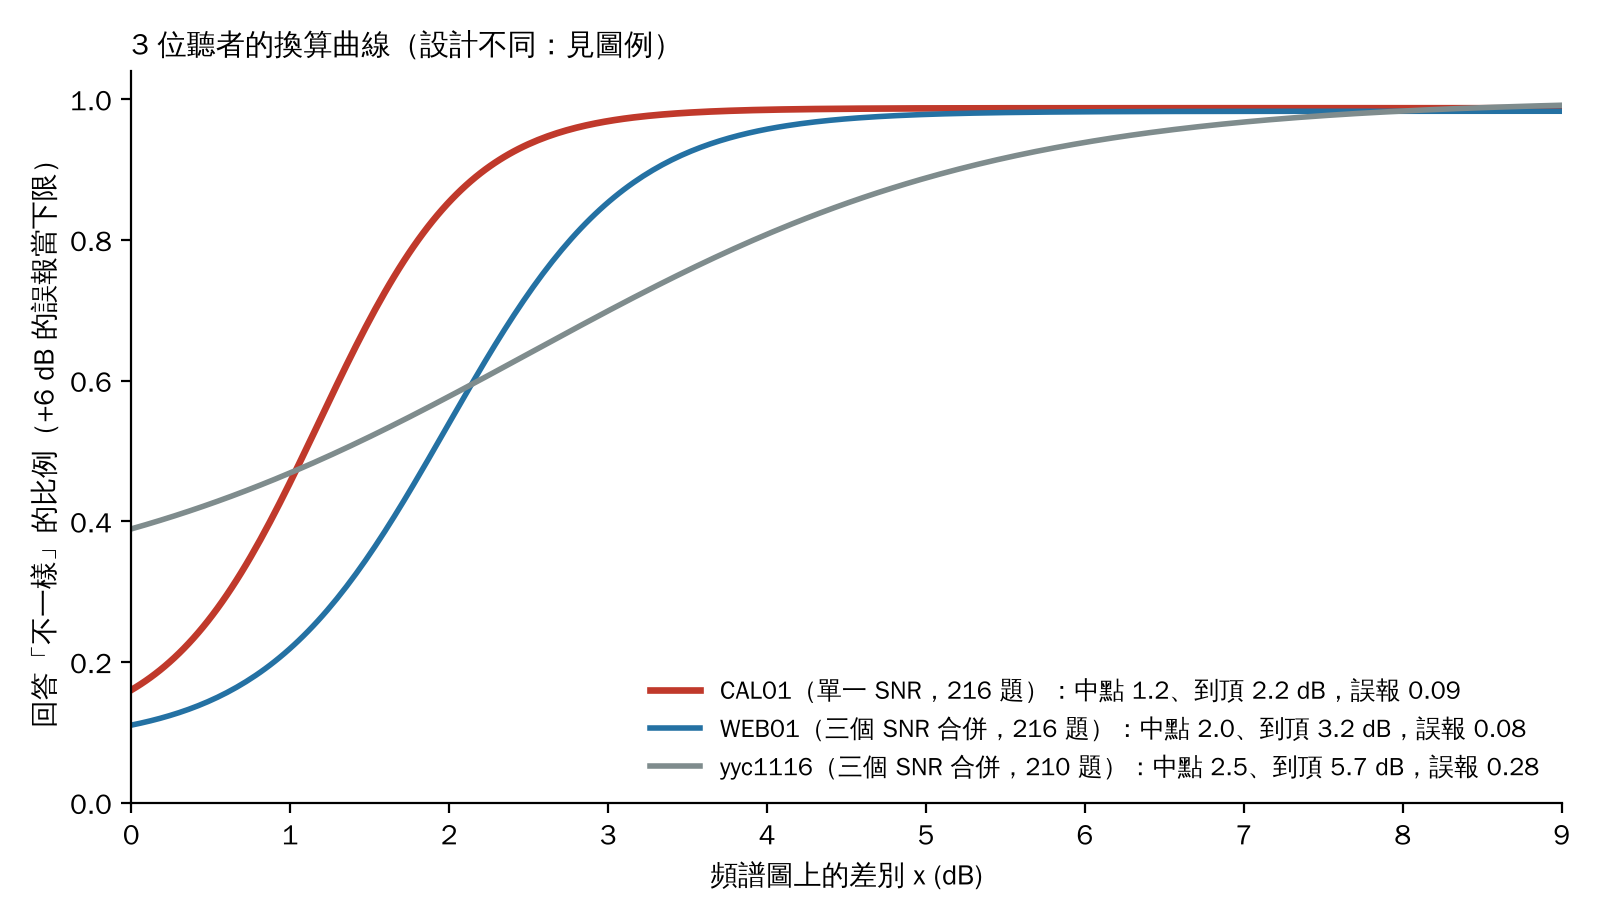 3 位聽者的換算曲線（設計不同：見圖例）
回答「不一樣」的比例（+6 dB 的誤報當下限）
1.0
0.8
0.6
0.4
0.2
0.0
CAL01（單一 SNR，216 題）：中點 1.2、到頂 2.2 dB，誤報 0.09
WEB01（三個 SNR 合併，216 題）：中點 2.0、到頂 3.2 dB，誤報 0.08
yyc1116（三個 SNR 合併，210 題）：中點 2.5、到頂 5.7 dB，誤報 0.28
0 1 2 3 4 5 6 7 8 9
頻譜圖上的差別 x (dB)